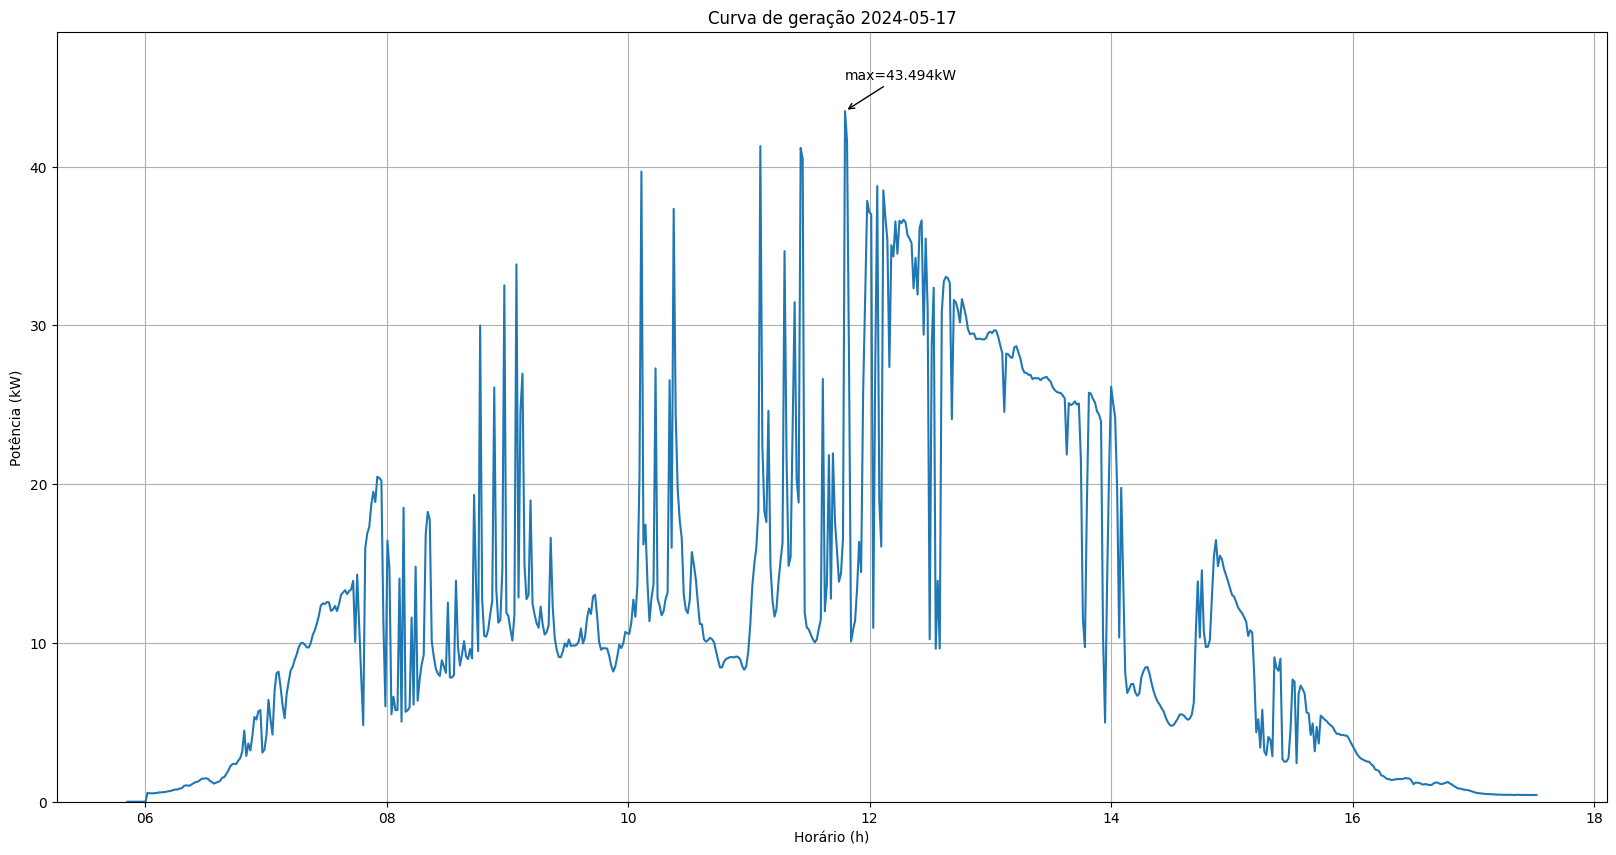 Curva de geração 2024-05-17
max=43.494kW
Potência (kW)
40
30
20
10
0
06 08 10 12 14 16 18
Horário (h)